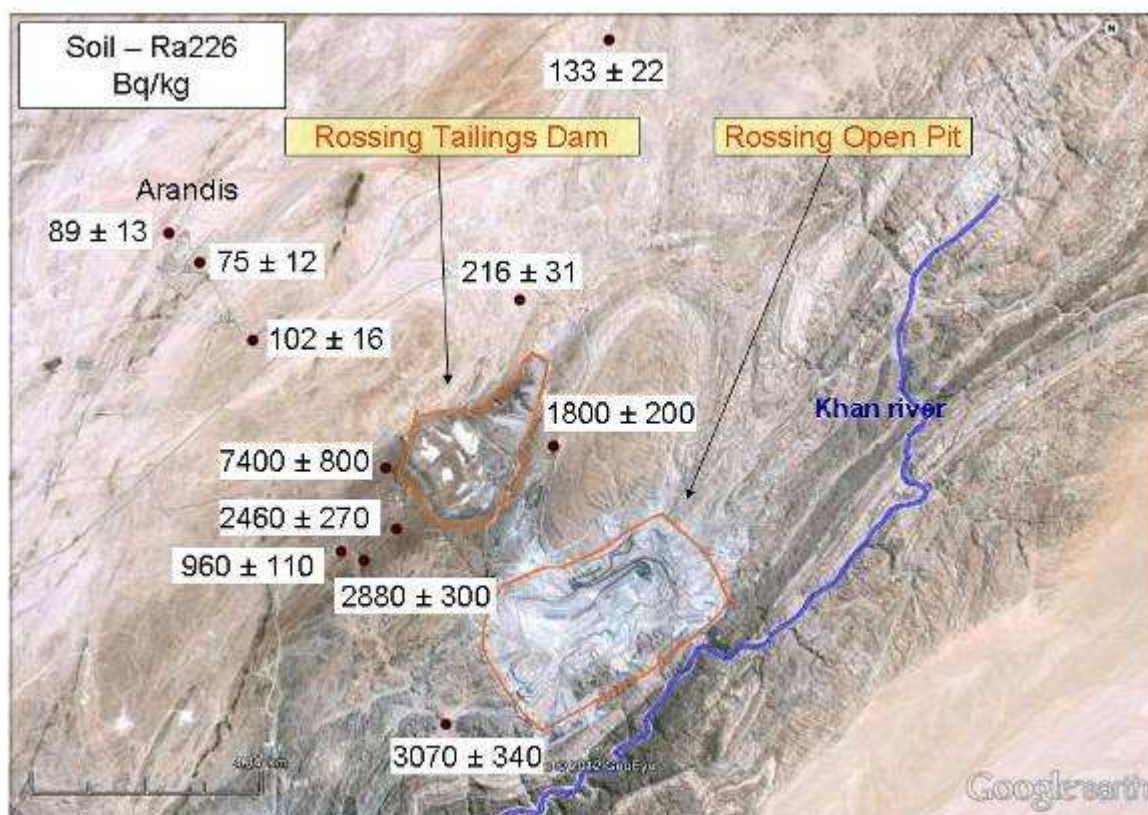 Soil – Ra226
Bq/kg
133 ± 22
Rossing Tailings Dam
Rossing Open Pit
Arandis
89 ± 13
75 ± 12
216 ± 31
102 ± 16
1800 ± 200
Khan river
7400 ± 800
2460 ± 270
960 ± 110
2880 ± 300
3070 ± 340
GeoEye
Google earth